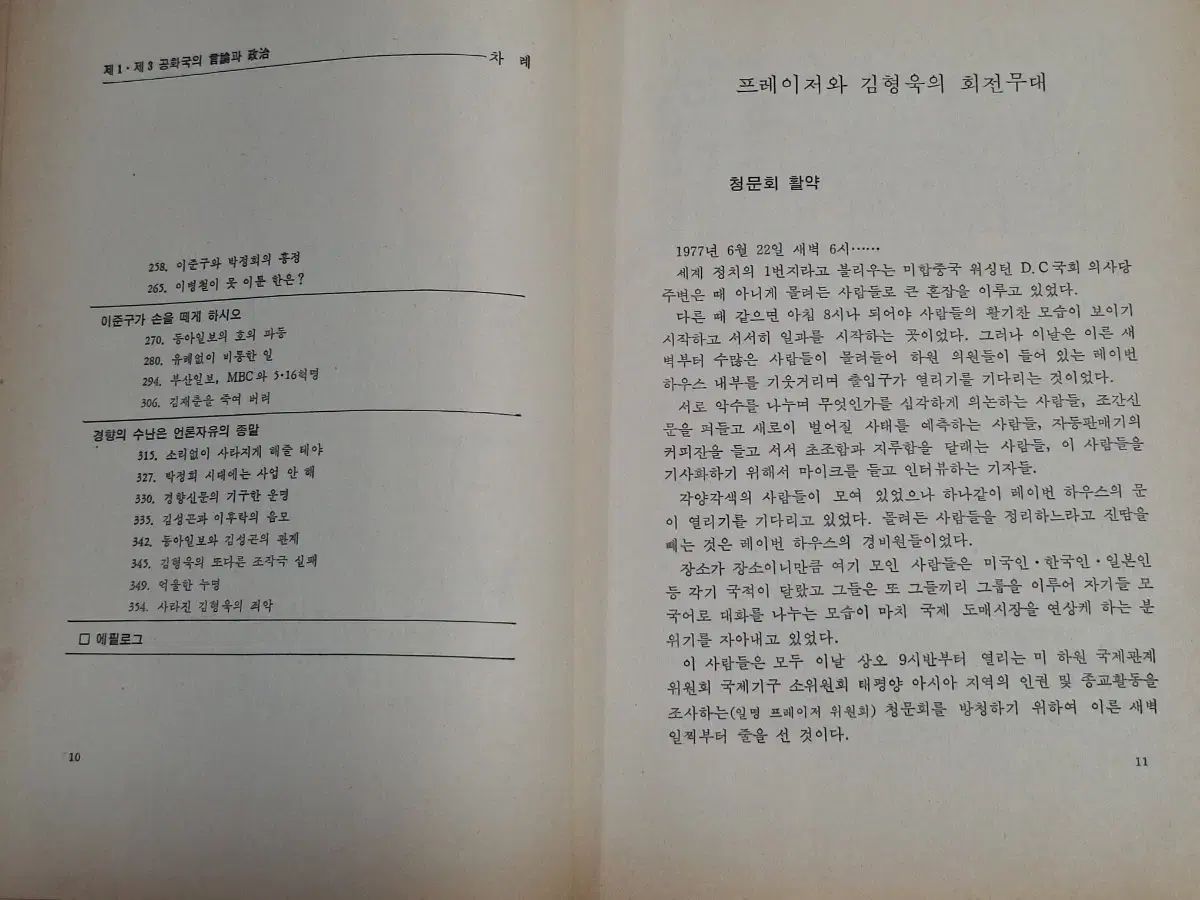 제1·제3 공화국의 言論과 政治
차 례
258. 이준구와 박정희의 흥정
265. 이병철이 못 이룬 한은?
이준구가 손을 떼게 하시오
270. 동아일보의 호의 파동
280. 유례없이 비통한 일
294. 부산일보, MBC와 5·16혁명
306. 김재춘을 죽여 버려
경향의 수난은 언론자유의 종말
315. 소리없이 사라지게 해줄 테야
327. 박정희 시대에는 사업 안 해
330. 경향신문의 기구한 운명
335. 김성곤과 이후락의 음모
342. 동아일보와 김성곤의 관계
345. 김형욱의 또다른 조작극 실패
349. 억울한 누명
354. 사라진 김형욱의 죄악
□ 에필로그
10
프레이저와 김형욱의 회전무대
청문회 활약
1977년 6월 22일 새벽 6시……
세계 정치의 1번지라고 불리우는 미합중국 워싱턴 D.C국회 의사당
주변은 때 아니게 몰려든 사람들로 큰 혼잡을 이루고 있었다.
다른 때 같으면 아침 8시나 되어야 사람들의 활기찬 모습이 보이기
시작하고 서서히 일과를 시작하는 곳이었다. 그러나 이날은 이른 새
벽부터 수많은 사람들이 몰려들어 하원 의원들이 들어 있는 레이번
하우스 내부를 기웃거리며 출입구가 열리기를 기다리는 것이었다.
서로 악수를 나누며 무엇인가를 심각하게 의논하는 사람들, 조간신
문을 펴들고 새로이 벌어질 사태를 예측하는 사람들, 자동판매기의
커피잔을 들고 서서 초조함과 지루함을 달래는 사람들, 이 사람들을
기사화하기 위해서 마이크를 들고 인터뷰하는 기자들.
각양각색의 사람들이 모여 있었으나 하나같이 레이번 하우스의 문
이 열리기를 기다리고 있었다. 몰려든 사람들을 정리하느라고 진땀을
빼는 것은 레이번 하우스의 경비원들이었다.
장소가 장소이니만큼 여기 모인 사람들은 미국인·한국인·일본인
등 각기 국적이 달랐고 그들은 또 그들끼리 그룹을 이루어 자기들 모
국어로 대화를 나누는 모습이 마치 국제 도매시장을 연상케 하는 분
위기를 자아내고 있었다.
이 사람들은 모두 이날 상오 9시반부터 열리는 미 하원 국제관계
위원회 국제기구 소위원회 태평양 아시아 지역의 인권 및 종교활동을
조사하는(일명 프레이저 위원회) 청문회를 방청하기 위하여 이른 새벽
일찍부터 줄을 선 것이다.
11